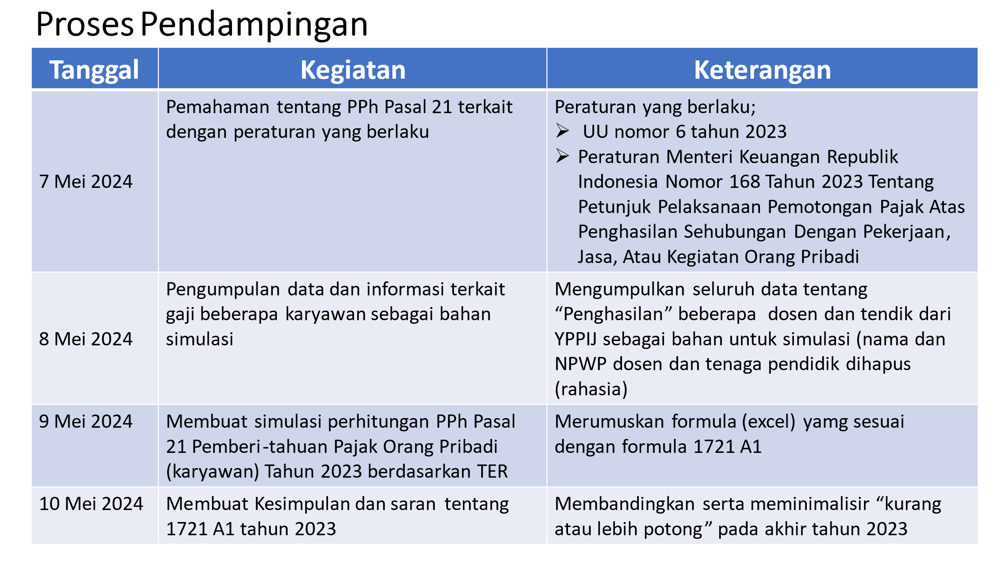 Proses Pendampingan
Tanggal Kegiatan Keterangan
7 Mei 2024
Pemahaman tentang PPh Pasal 21 terkait
dengan peraturan yang berlaku
Peraturan yang berlaku;
➢ UU nomor 6 tahun 2023
➢ Peraturan Menteri Keuangan Republik
Indonesia Nomor 168 Tahun 2023 Tentang
Petunjuk Pelaksanaan Pemotongan Pajak Atas
Penghasilan Sehubungan Dengan Pekerjaan,
Jasa, Atau Kegiatan Orang Pribadi
8 Mei 2024
Pengumpulan data dan informasi terkait
gaji beberapa karyawan sebagai bahan
simulasi
Mengumpulkan seluruh data tentang
“Penghasilan” beberapa dosen dan tendik dari
YPPIJ sebagai bahan untuk simulasi (nama dan
NPWP dosen dan tenaga pendidik dihapus
(rahasia)
9 Mei 2024
Membuat simulasi perhitungan PPh Pasal
21 Pemberi-tahuan Pajak Orang Pribadi
(karyawan) Tahun 2023 berdasarkan TER
Merumuskan formula (excel) yamg sesuai
dengan formula 1721 A1
10 Mei 2024
Membuat Kesimpulan dan saran tentang
1721 A1 tahun 2023
Membandingkan serta meminimalisir “kurang
atau lebih potong” pada akhir tahun 2023